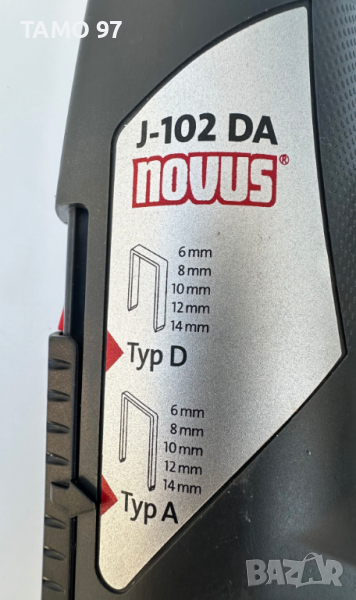 TAMO 97
J-102 DA
novus®
6 mm
8 mm
10 mm
12 mm
14 mm
Typ D
6 mm
8 mm
10 mm
12 mm
14 mm
Typ A
BAZAR